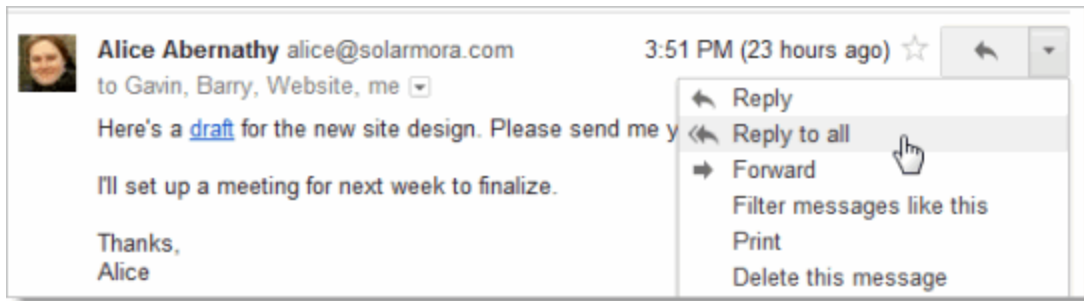 Alice Abernathy alice@solarmora.com 3:51 PM (23 hours ago)
to Gavin, Barry, Website, me
Here's a draft for the new site design. Please send me y
I'll set up a meeting for next week to finalize.
Thanks,
Alice
Reply
Reply to all
Forward
Filter messages like this
Print
Delete this message